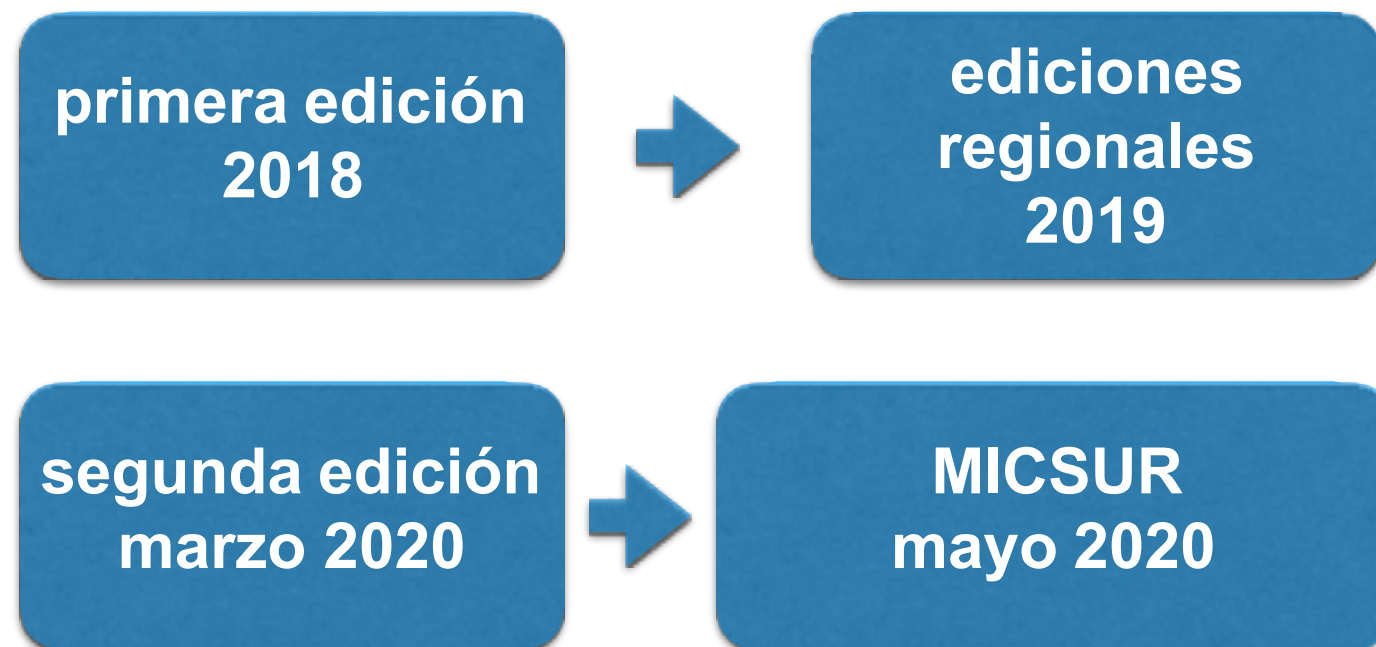 primera edición
2018
ediciones
regionales
2019
segunda edición
marzo 2020
MICSUR
mayo 2020